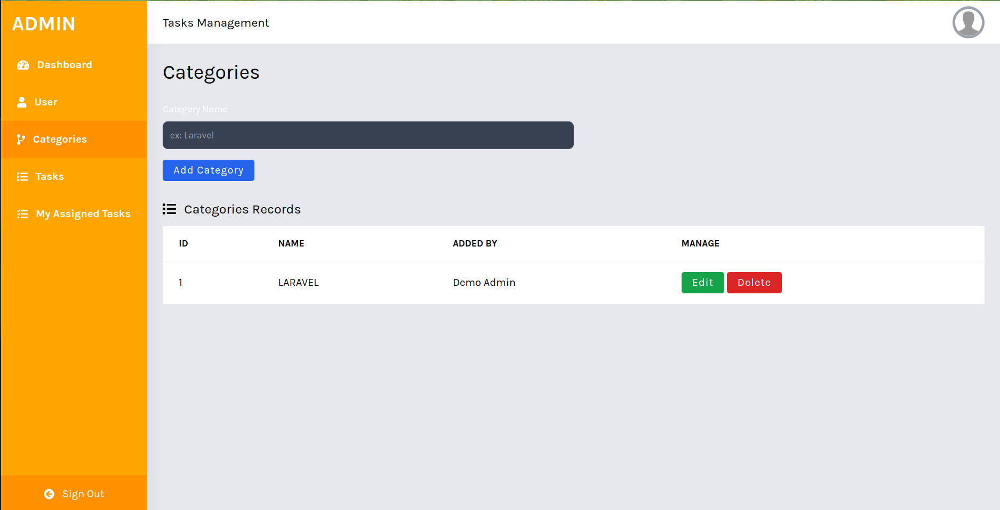 ADMIN
Tasks Management
Dashboard
User
Categories
Tasks
My Assigned Tasks
Sign Out
Categories
Category Name
ex: Laravel
Add Category
Categories Records
ID NAME ADDED BY MANAGE
1 LARAVEL Demo Admin Edit Delete